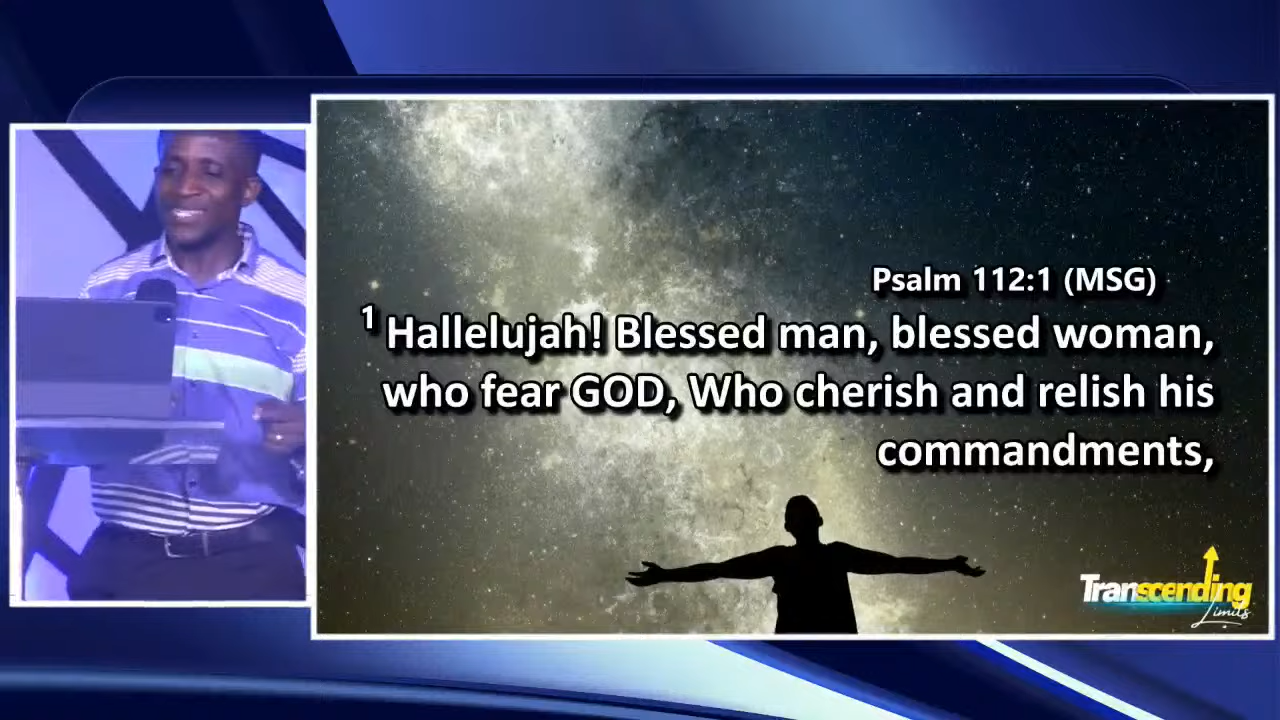 Psalm 112:1 (MSG)
1 Hallelujah! Blessed man, blessed woman,
who fear GOD, Who cherish and relish his
commandments,
Transcending
Limits